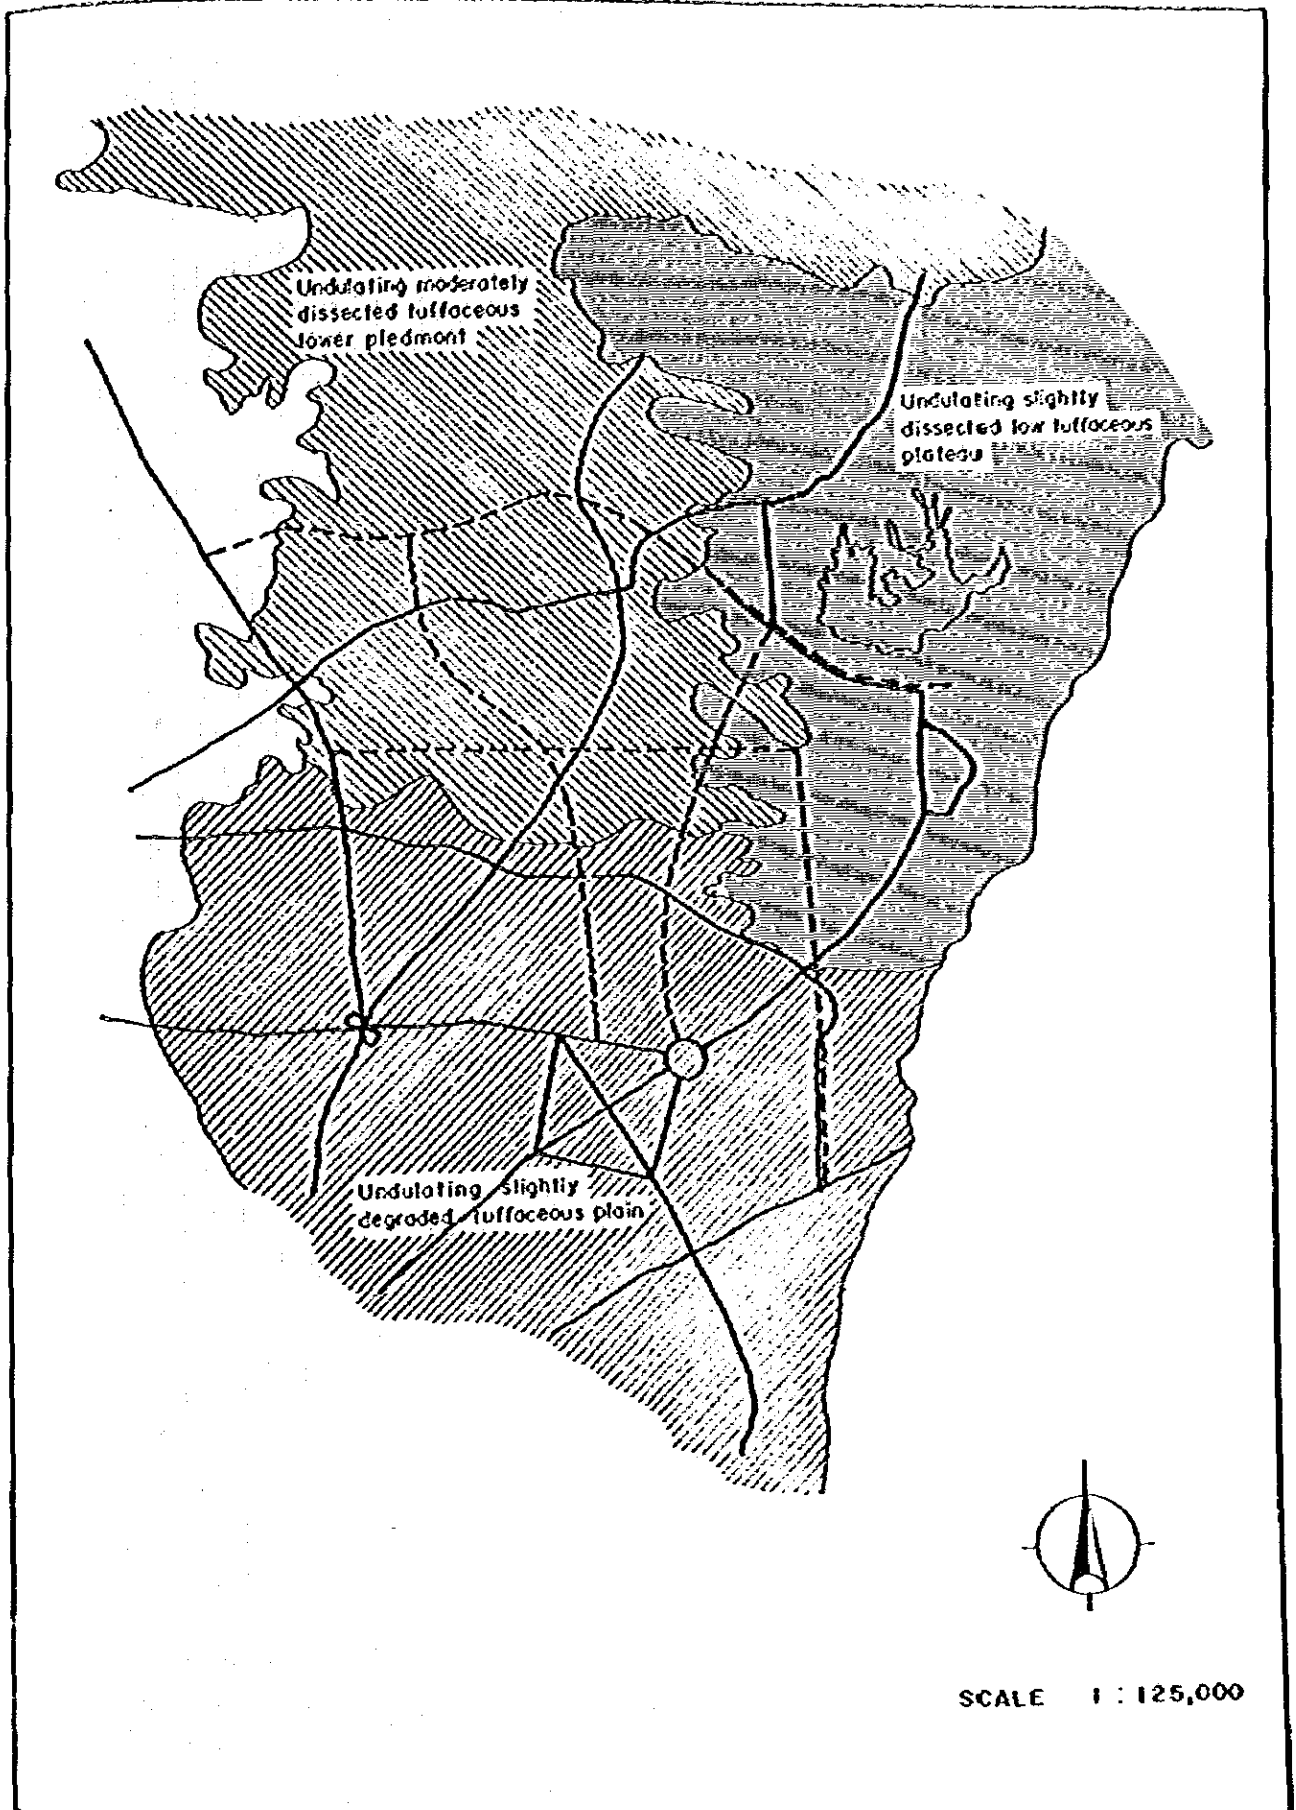 Undulating moderately
dissected tuffaceous
lower piedmont
Undulating slightly
dissected low tuffaceous
plateau
Undulating slightly
degraded tuffaceous plain
SCALE 1 : 125,000